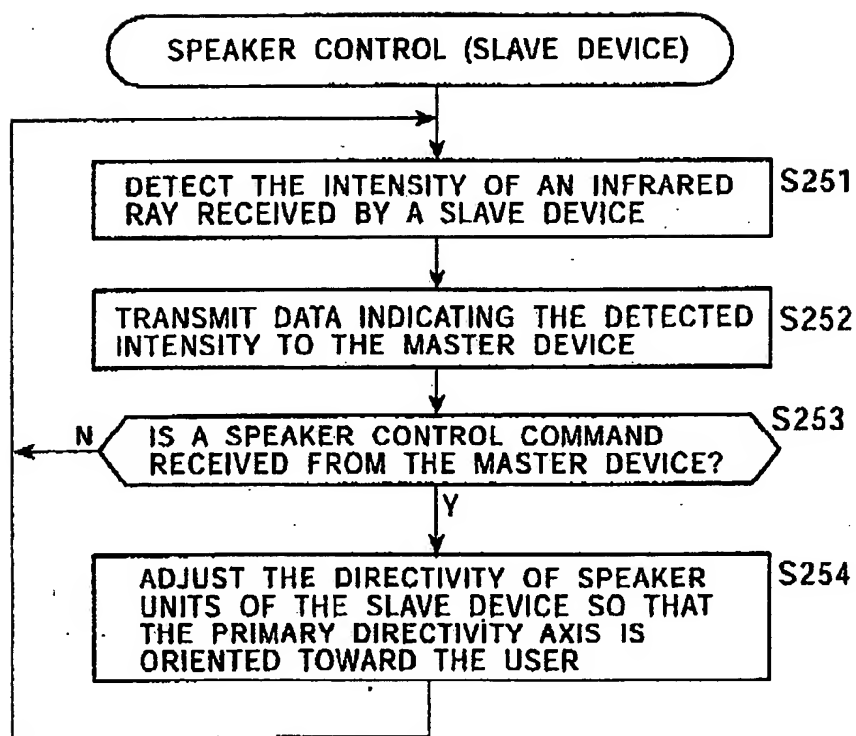 SPEAKER CONTROL (SLAVE DEVICE)
DETECT THE INTENSITY OF AN INFRARED
RAY RECEIVED BY A SLAVE DEVICE
S251
TRANSMIT DATA INDICATING THE DETECTED
INTENSITY TO THE MASTER DEVICE
S252
IS A SPEAKER CONTROL COMMAND
RECEIVED FROM THE MASTER DEVICE?
S253
N
Y
ADJUST THE DIRECTIVITY OF SPEAKER
UNITS OF THE SLAVE DEVICE SO THAT
THE PRIMARY DIRECTIVITY AXIS IS
ORIENTED TOWARD THE USER
S254